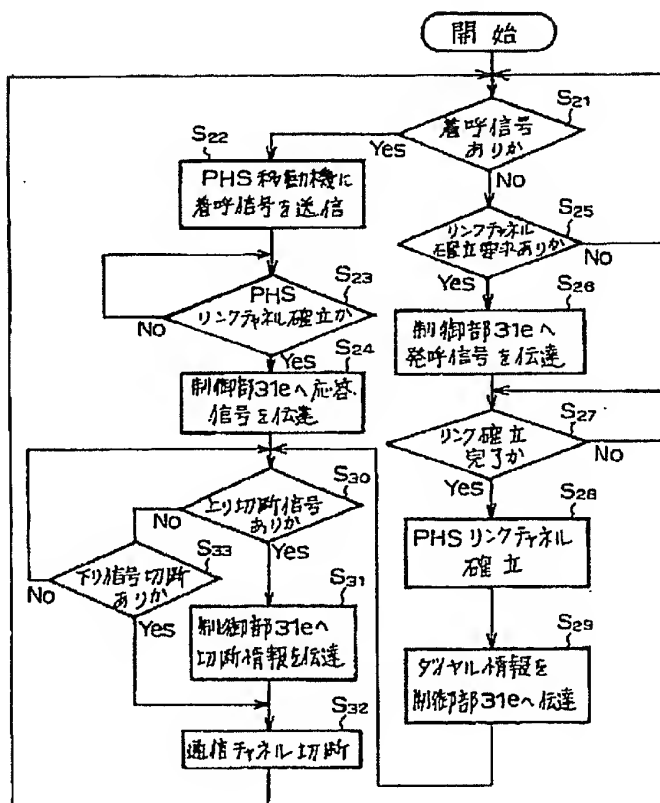 開始
S21
着呼信号
ありか
Yes
No
S22
PHS移動機に
着呼信号を送信
S23
PHS
リンクチャネル確立か
No
Yes
S24
制御部31eへ応答
信号を伝達
S25
リンクチャネル
確立要求ありか
No
Yes
S26
制御部31eへ
発呼信号を伝達
S27
リンク確立
完了か
No
Yes
S28
PHSリンクチャネル
確立
S29
ダイヤル情報を
制御部31eへ伝達
S30
上り切断信号
ありか
No
Yes
S33
下り信号切断
ありか
No
Yes
S31
制御部31eへ
切断情報を伝達
S32
通信チャネル切断